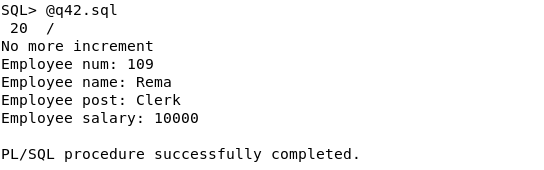 SQL> @q42.sql
 20  /
No more increment
Employee num: 109
Employee name: Rema
Employee post: Clerk
Employee salary: 10000

PL/SQL procedure successfully completed.